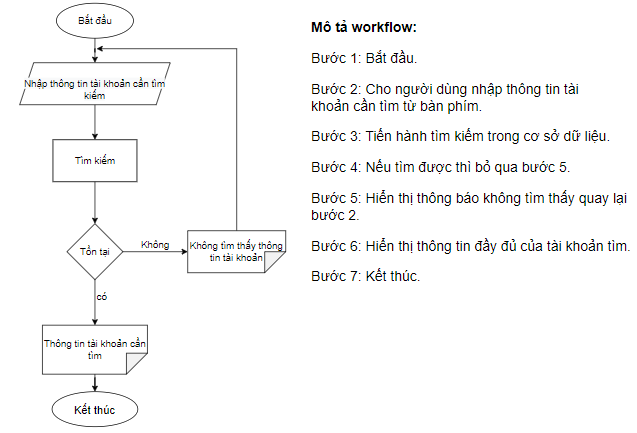 Bắt đầu
Nhập thông tin tài khoản cần tìm
kiếm
Tìm kiếm
Tồn tại
Không
Không tìm thấy thông
tin tài khoản
có
Thông tin tài khoản cần
tìm
Kết thúc
Mô tả workflow:
Bước 1: Bắt đầu.
Bước 2: Cho người dùng nhập thông tin tài
khoản cần tìm từ bàn phím.
Bước 3: Tiến hành tìm kiếm trong cơ sở dữ liệu.
Bước 4: Nếu tìm được thì bỏ qua bước 5.
Bước 5: Hiển thị thông báo không tìm thấy quay lại
bước 2.
Bước 6: Hiển thị thông tin đầy đủ của tài khoản tìm.
Bước 7: Kết thúc.